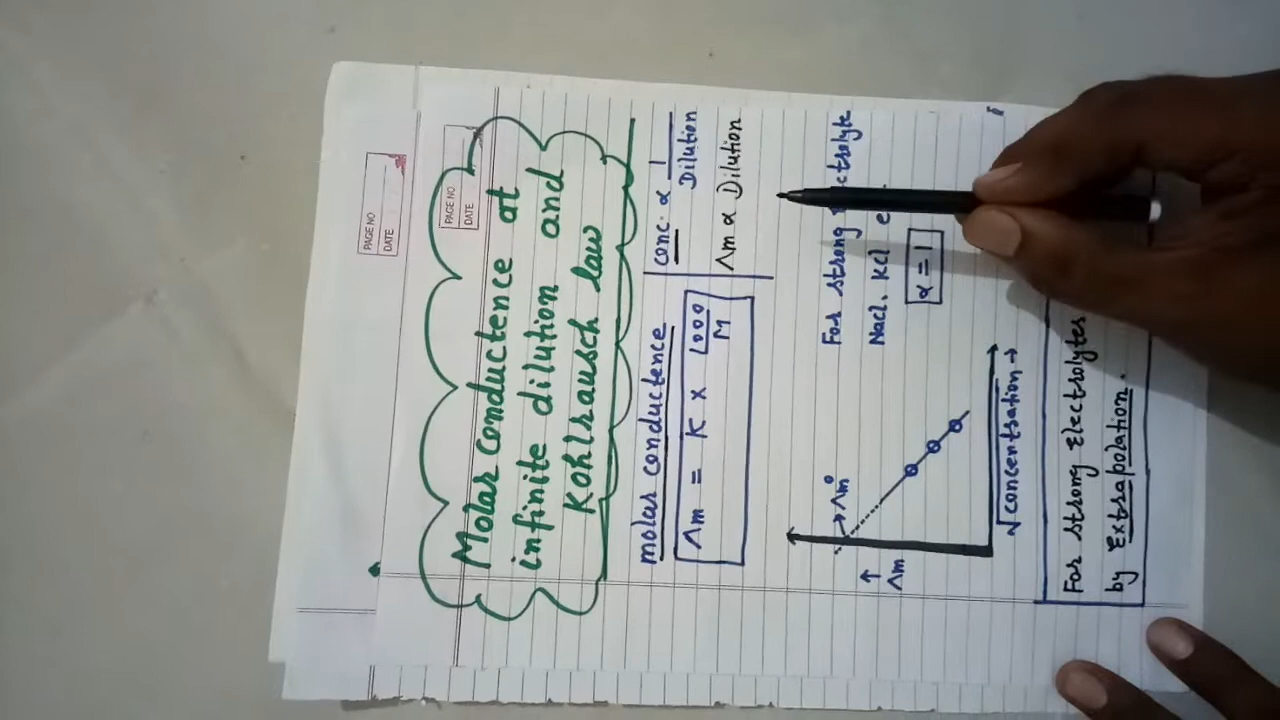 PAGE NO
DATE
PAGE NO
DATE
Molar conductence at
infinite dilution and
Kohlrausch law
molar conductence
Λm = K x 1000
M
conc. α 1
Dilution
Λm α Dilution
For strong
NaCl, KCl
α = 1
Λm°
↑
Λm
√concentration →
For strong Electrolytes
by Extrapolation.